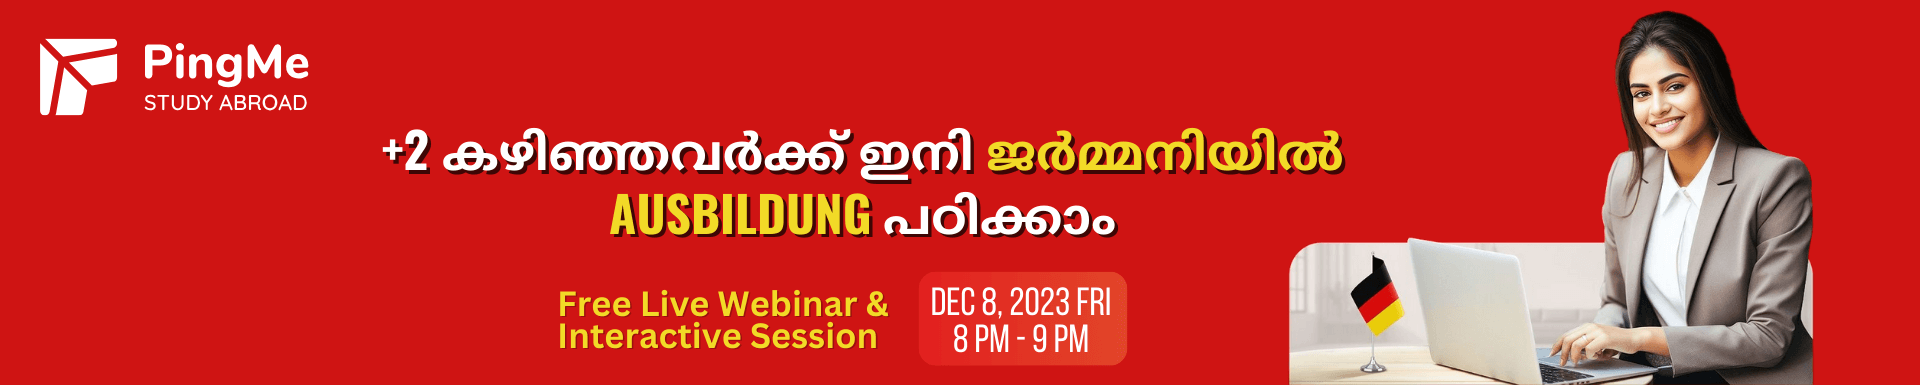 PingMe
STUDY ABROAD
+2 കഴിഞ്ഞവർക്ക് ഇനി ജർമ്മനിയിൽ
AUSBILDUNG പഠിക്കാം
Free Live Webinar &
Interactive Session
DEC 8, 2023 FRI
8 PM - 9 PM